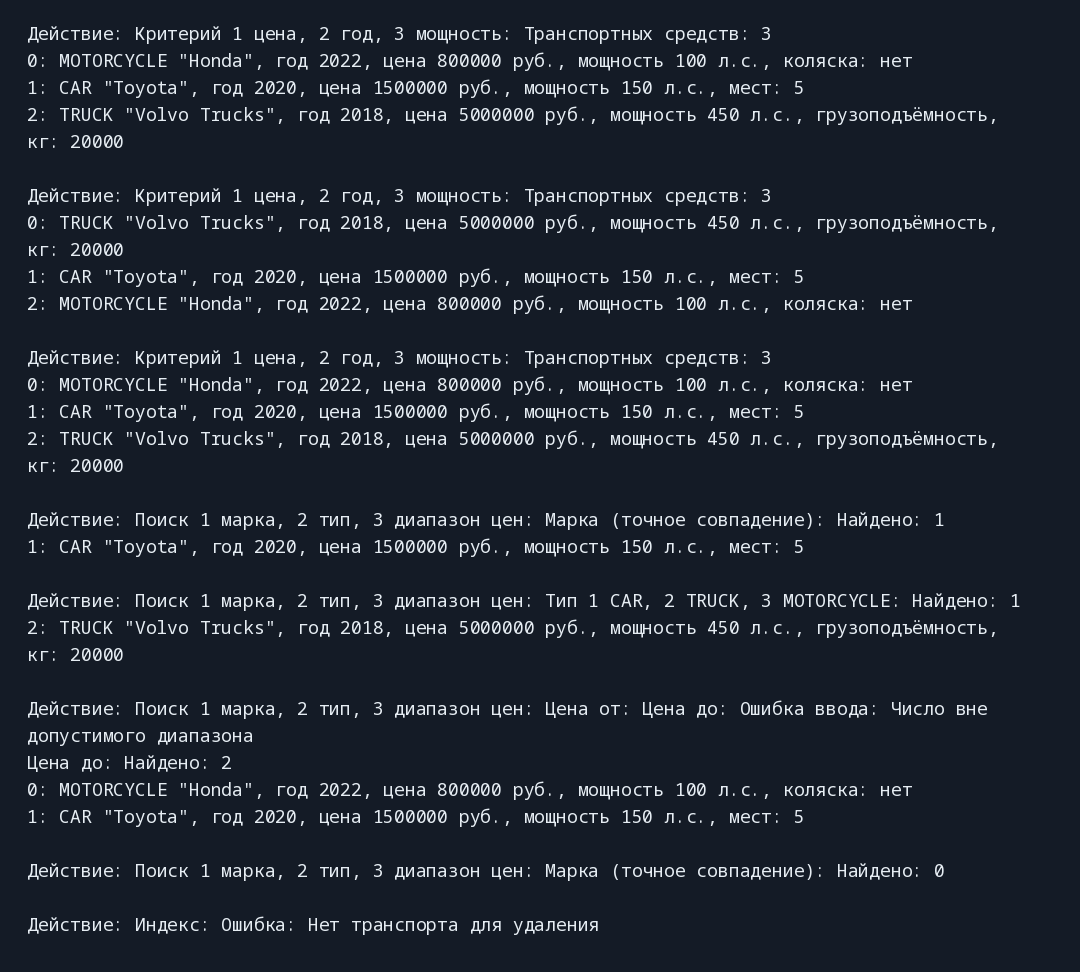 Действие: Критерий 1 цена, 2 год, 3 мощность: Транспортных средств: 3
0: MOTORCYCLE "Honda", год 2022, цена 800000 руб., мощность 100 л.с., коляска: нет
1: CAR "Toyota", год 2020, цена 1500000 руб., мощность 150 л.с., мест: 5
2: TRUCK "Volvo Trucks", год 2018, цена 5000000 руб., мощность 450 л.с., грузоподъёмность,
кг: 20000
Действие: Критерий 1 цена, 2 год, 3 мощность: Транспортных средств: 3
0: TRUCK "Volvo Trucks", год 2018, цена 5000000 руб., мощность 450 л.с., грузоподъёмность,
кг: 20000
1: CAR "Toyota", год 2020, цена 1500000 руб., мощность 150 л.с., мест: 5
2: MOTORCYCLE "Honda", год 2022, цена 800000 руб., мощность 100 л.с., коляска: нет
Действие: Критерий 1 цена, 2 год, 3 мощность: Транспортных средств: 3
0: MOTORCYCLE "Honda", год 2022, цена 800000 руб., мощность 100 л.с., коляска: нет
1: CAR "Toyota", год 2020, цена 1500000 руб., мощность 150 л.с., мест: 5
2: TRUCK "Volvo Trucks", год 2018, цена 5000000 руб., мощность 450 л.с., грузоподъёмность,
кг: 20000
Действие: Поиск 1 марка, 2 тип, 3 диапазон цен: Марка (точное совпадение): Найдено: 1
1: CAR "Toyota", год 2020, цена 1500000 руб., мощность 150 л.с., мест: 5
Действие: Поиск 1 марка, 2 тип, 3 диапазон цен: Тип 1 CAR, 2 TRUCK, 3 MOTORCYCLE: Найдено: 1
2: TRUCK "Volvo Trucks", год 2018, цена 5000000 руб., мощность 450 л.с., грузоподъёмность,
кг: 20000
Действие: Поиск 1 марка, 2 тип, 3 диапазон цен: Цена от: Цена до: Ошибка ввода: Число вне
допустимого диапазона
Цена до: Найдено: 2
0: MOTORCYCLE "Honda", год 2022, цена 800000 руб., мощность 100 л.с., коляска: нет
1: CAR "Toyota", год 2020, цена 1500000 руб., мощность 150 л.с., мест: 5
Действие: Поиск 1 марка, 2 тип, 3 диапазон цен: Марка (точное совпадение): Найдено: 0
Действие: Индекс: Ошибка: Нет транспорта для удаления